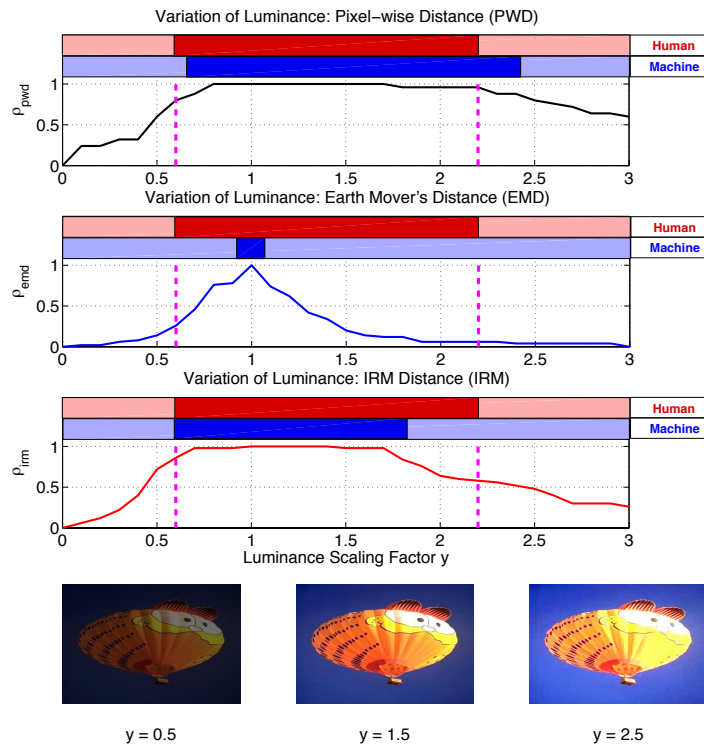 Variation of Luminance: Pixel−wise Distance (PWD)
Human
Machine
1
0.5
0
ρpwd
0 0.5 1 1.5 2 2.5 3
Variation of Luminance: Earth Mover's Distance (EMD)
Human
Machine
1
0.5
0
ρemd
0 0.5 1 1.5 2 2.5 3
Variation of Luminance: IRM Distance (IRM)
Human
Machine
1
0.5
0
ρirm
0 0.5 1 1.5 2 2.5 3
Luminance Scaling Factor y
y = 0.5 y = 1.5 y = 2.5